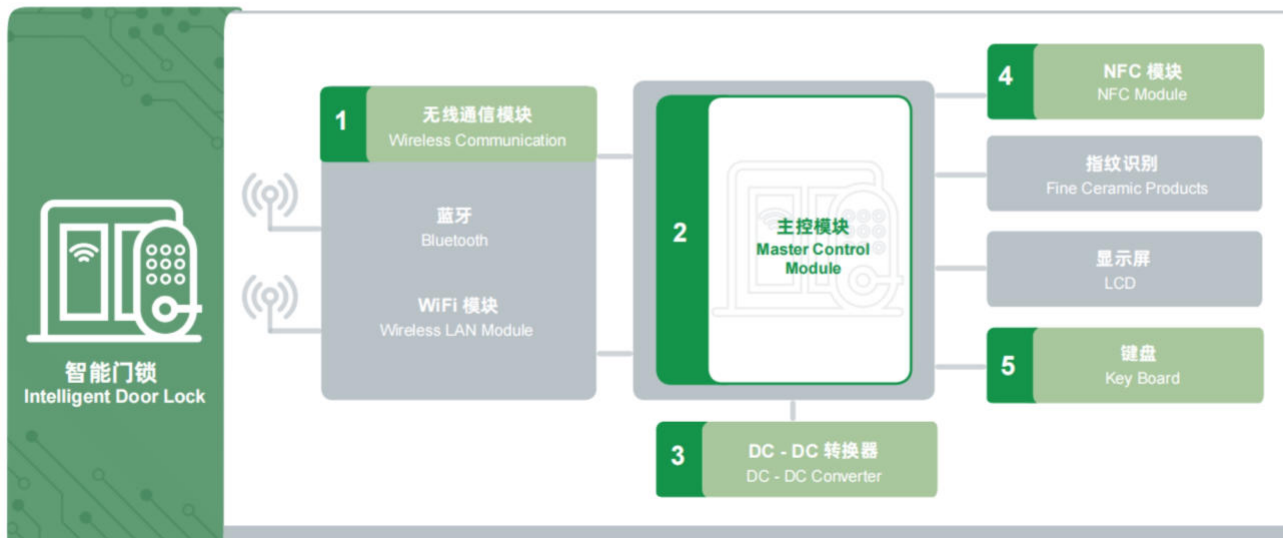 智能门锁
Intelligent Door Lock
1
无线通信模块
Wireless Communication
蓝牙
Bluetooth
WiFi 模块
Wireless LAN Module
2
主控模块
Master Control
Module
3
DC - DC 转换器
DC - DC Converter
4
NFC 模块
NFC Module
指纹识别
Fine Ceramic Products
显示屏
LCD
5
键盘
Key Board